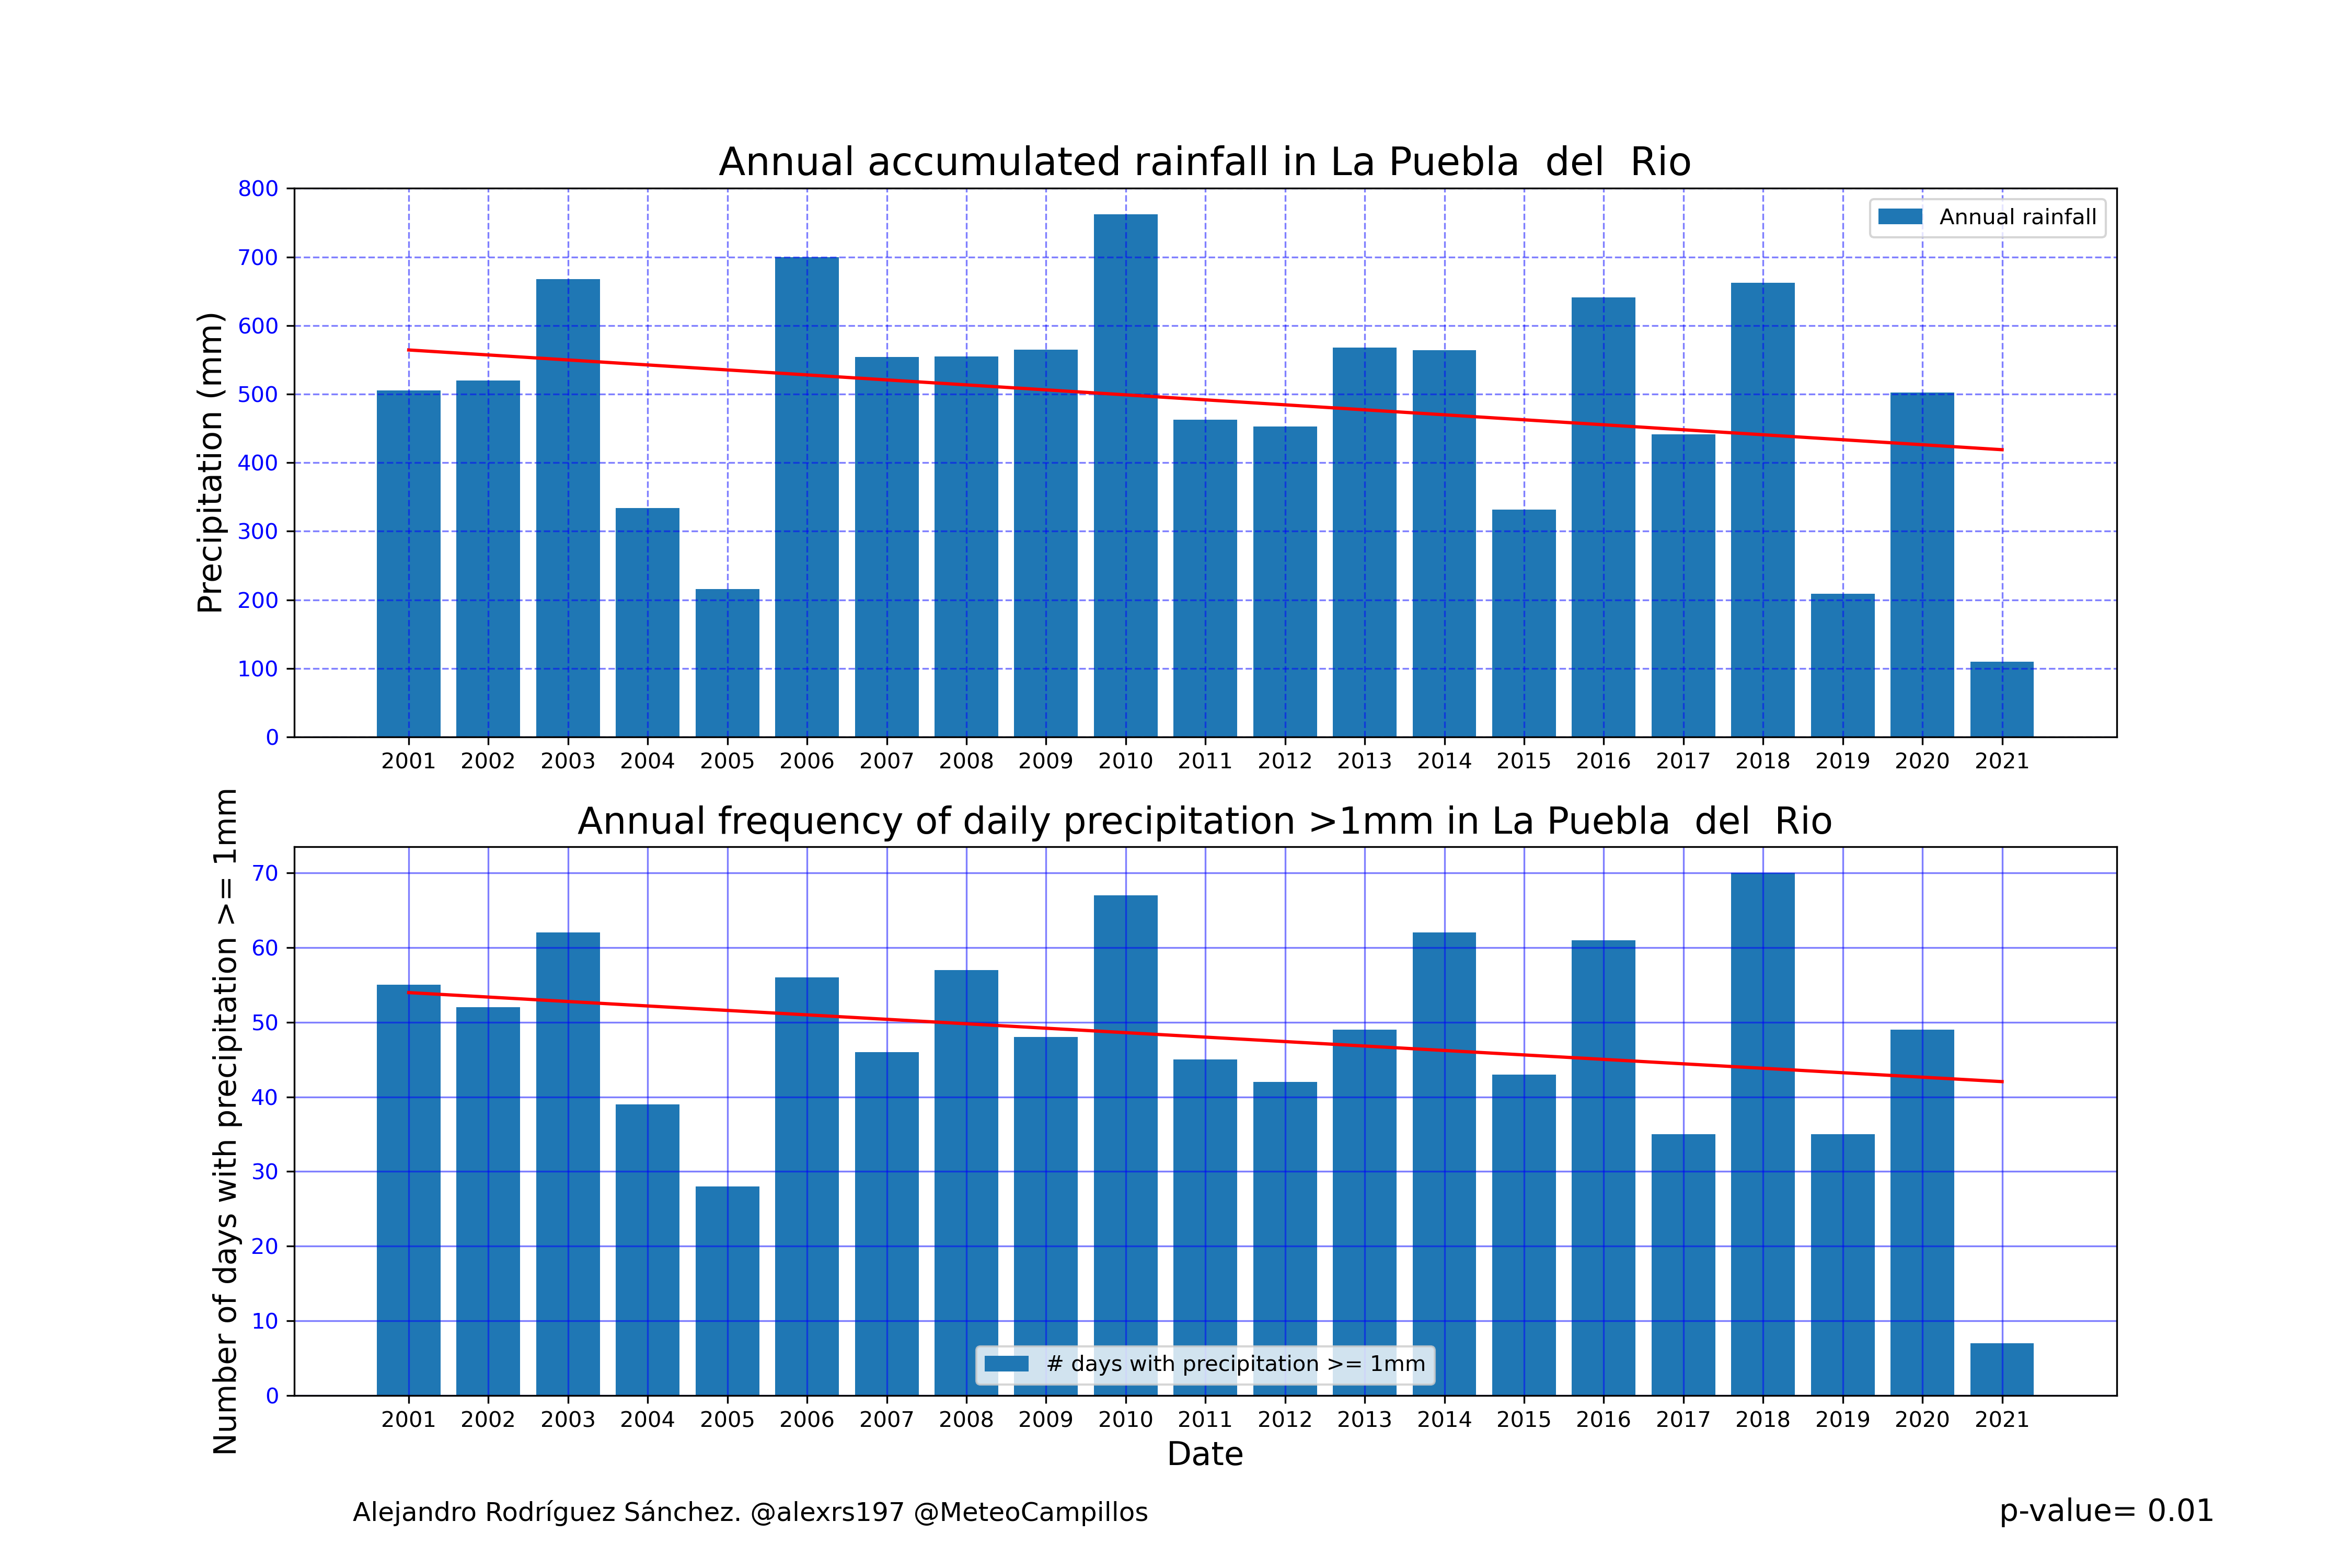 Annual accumulated rainfall in La Puebla  del  Rio
Precipitation (mm)
800
700
600
500
400
300
200
100
0
Annual rainfall
2001 2002 2003 2004 2005 2006 2007 2008 2009 2010 2011 2012 2013 2014 2015 2016 2017 2018 2019 2020 2021
Annual frequency of daily precipitation >1mm in La Puebla  del  Rio
Number of days with precipitation >= 1mm
70
60
50
40
30
20
10
0
# days with precipitation >= 1mm
2001 2002 2003 2004 2005 2006 2007 2008 2009 2010 2011 2012 2013 2014 2015 2016 2017 2018 2019 2020 2021
Date
Alejandro Rodríguez Sánchez. @alexrs197 @MeteoCampillos
p-value= 0.01